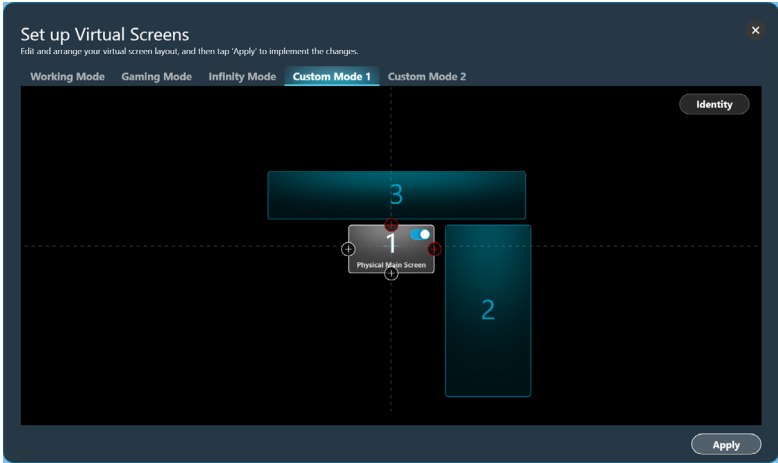 Set up Virtual Screens
Edit and arrange your virtual screen layout, and then tap 'Apply' to implement the changes.
Working Mode Gaming Mode Infinity Mode Custom Mode 1 Custom Mode 2
Identity
3
1
Physical Main Screen
2
Apply